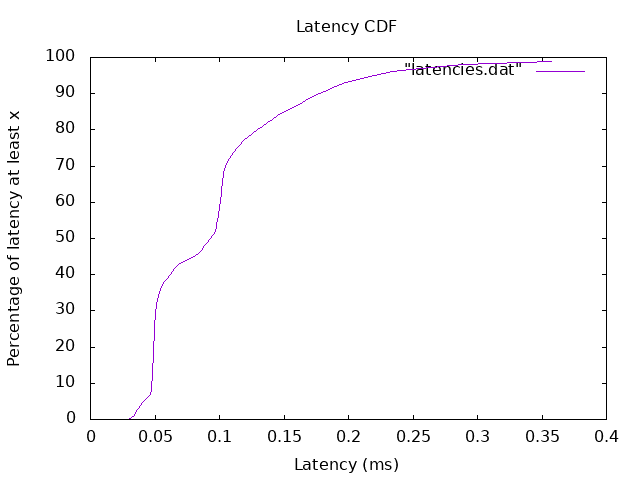 Latency CDF
100
90
80
70
60
50
40
30
20
10
0
"latencies.dat"
Percentage of latency at least x
0 0.05 0.1 0.15 0.2 0.25 0.3 0.35 0.4
Latency (ms)